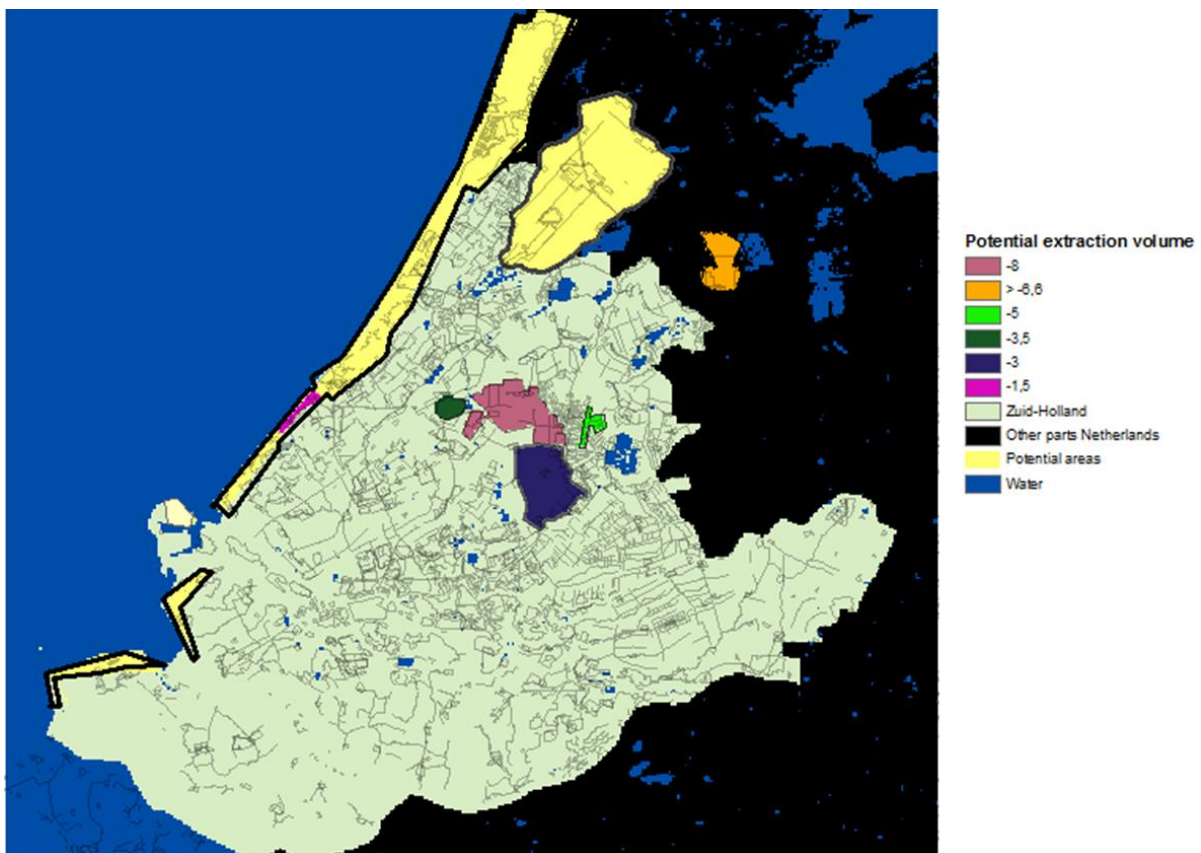 Potential extraction volume
-8
> -6,6
-5
-3,5
-3
-1,5
Zuid-Holland
Other parts Netherlands
Potential areas
Water